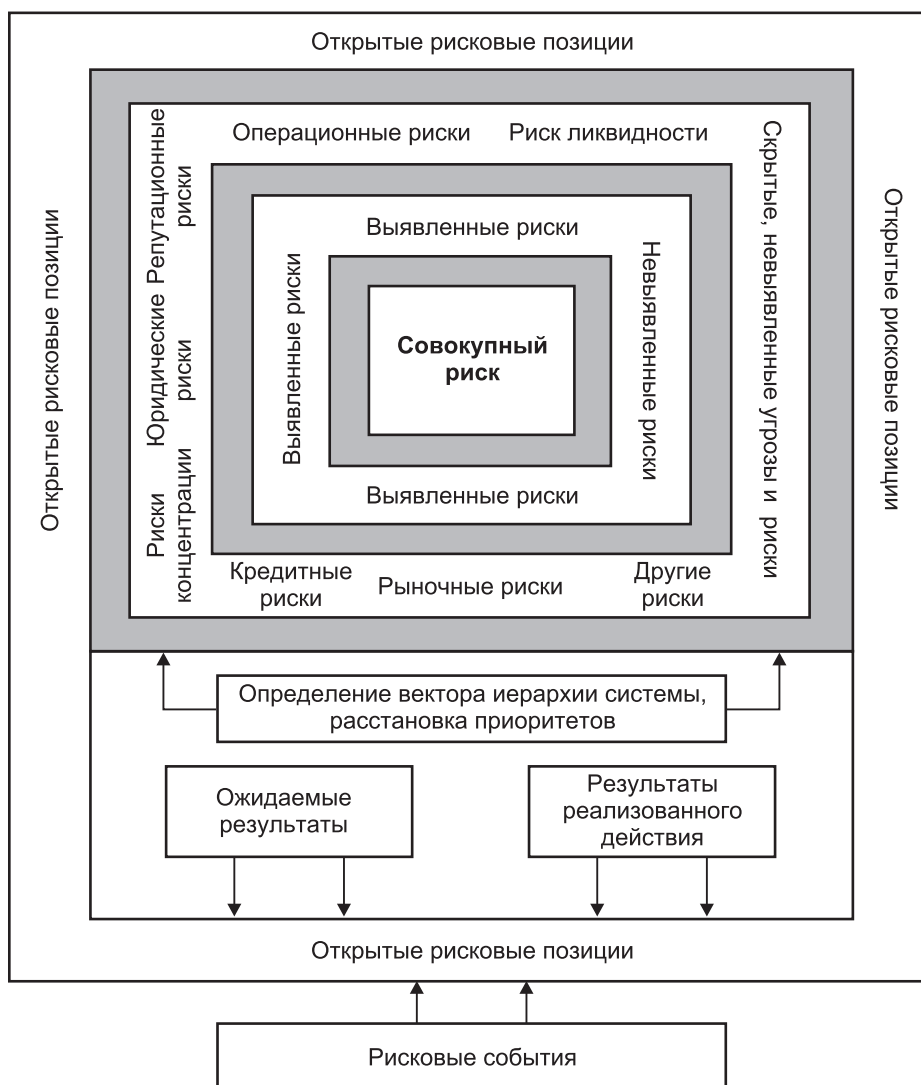 Открытые рисковые позиции
Открытые рисковые позиции
Репутационные
риски
Юридические
риски
Риски
концентрации
Операционные риски
Риск ликвидности
Скрытые, невыявленные угрозы и риски
Открытые рисковые позиции
Выявленные риски
Выявленные риски
Невыявленные риски
Совокупный
риск
Выявленные риски
Кредитные
риски
Рыночные риски
Другие
риски
Определение вектора иерархии системы,
расстановка приоритетов
Ожидаемые
результаты
Результаты
реализованного
действия
Открытые рисковые позиции
Рисковые события